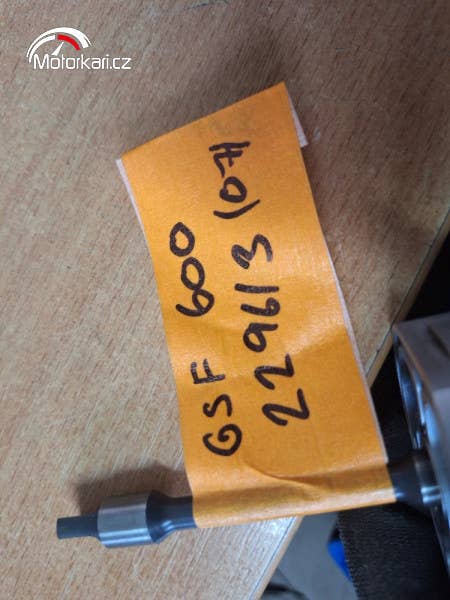 Motorkari.cz
GSF 600
229613 (07)